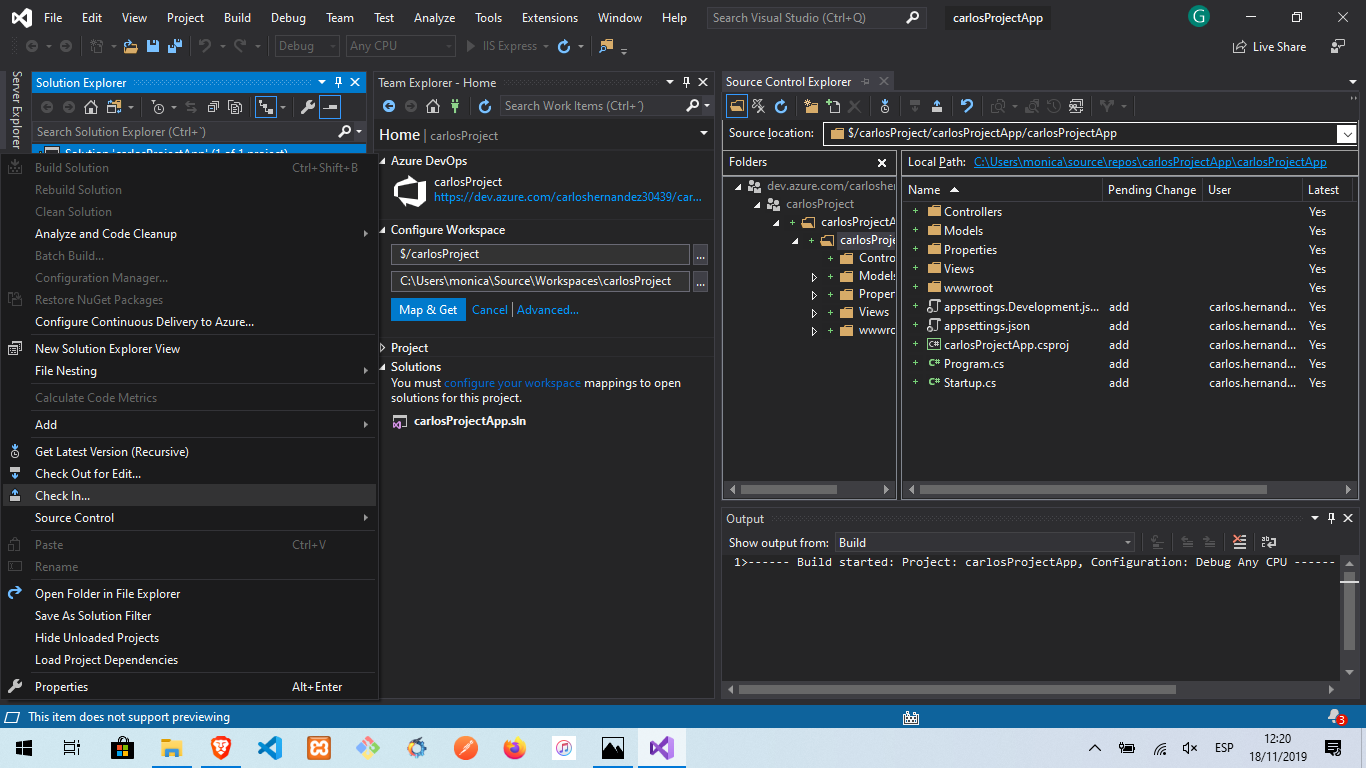 File Edit View Project Build Debug Team Test Analyze Tools Extensions Window Help Search Visual Studio (Ctrl+Q) carlosProjectApp G
Debug Any CPU IIS Express Live Share
Server Explorer
Solution Explorer
Search Solution Explorer (Ctrl+¨)
Solution 'carlosProjectApp' (1 of 1 project)
Build Solution Ctrl+Shift+B
Rebuild Solution
Clean Solution
Analyze and Code Cleanup
Batch Build...
Configuration Manager...
Restore NuGet Packages
Configure Continuous Delivery to Azure...
New Solution Explorer View
File Nesting
Calculate Code Metrics
Add
Get Latest Version (Recursive)
Check Out for Edit...
Check In...
Source Control
Paste Ctrl+V
Rename
Open Folder in File Explorer
Save As Solution Filter
Hide Unloaded Projects
Load Project Dependencies
Properties Alt+Enter
Team Explorer - Home
Search Work Items (Ctrl+¨)
Home | carlosProject
Azure DevOps
carlosProject
https://dev.azure.com/carloshernandez30439/car...
Configure Workspace
$/carlosProject
...
C:\Users\monica\Source\Workspaces\carlosProject
...
Map & Get Cancel | Advanced...
Project
Solutions
You must configure your workspace mappings to open
solutions for this project.
carlosProjectApp.sln
Source Control Explorer
Source location: $/carlosProject/carlosProjectApp/carlosProjectApp
Folders
dev.azure.com/carlosher
carlosProject
carlosProjectA
carlosProje
Contro
Models
Proper
Views
wwwro
Local Path: C:\Users\monica\source\repos\carlosProjectApp\carlosProjectApp
Name Pending Change User Latest
Controllers Yes
Models Yes
Properties Yes
Views Yes
wwwroot Yes
appsettings.Development.js... add carlos.hernand... Yes
appsettings.json add carlos.hernand... Yes
carlosProjectApp.csproj add carlos.hernand... Yes
C# Program.cs add carlos.hernand... Yes
C# Startup.cs add carlos.hernand... Yes
Output
Show output from: Build
1>------ Build started: Project: carlosProjectApp, Configuration: Debug Any CPU ------
This item does not support previewing
3
ESP
12:20
18/11/2019